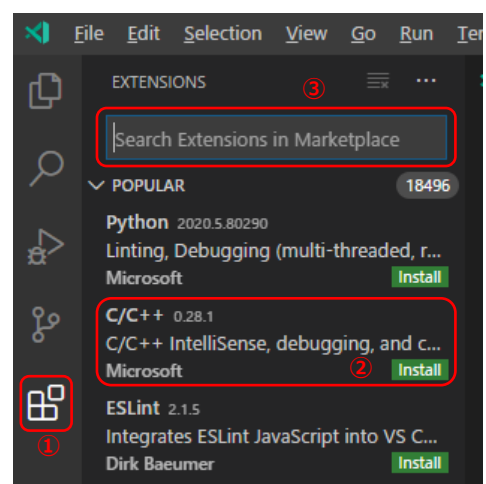 File Edit Selection View Go Run
EXTENSIONS ③ ...
Search Extensions in Marketplace
POPULAR 18496
Python 2020.5.80290
Linting, Debugging (multi-threaded, r...
Microsoft Install
C/C++ 0.28.1
C/C++ IntelliSense, debugging, and c...
Microsoft ② Install
ESLint 2.1.5
① Integrates ESLint JavaScript into VS C...
Dirk Baeumer Install